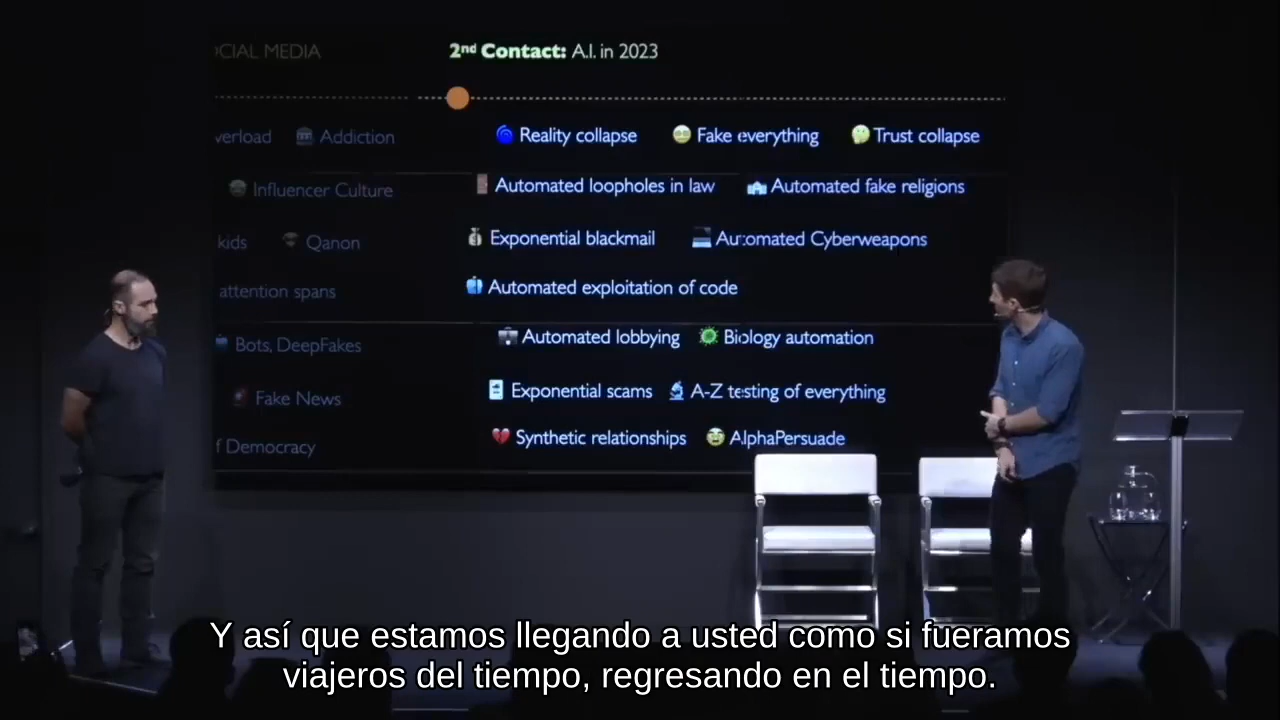 OCIAL MEDIA
2nd Contact: A.I. in 2023
verload Addiction
Reality collapse Fake everything Trust collapse
Influencer Culture
Automated loopholes in law Automated fake religions
kids Qanon
Exponential blackmail Automated Cyberweapons
attention spans
Automated exploitation of code
Bots, DeepFakes
Automated lobbying Biology automation
Fake News
Exponential scams A-Z testing of everything
f Democracy
Synthetic relationships AlphaPersuade
Y así que estamos llegando a usted como si fueramos
viajeros del tiempo, regresando en el tiempo.